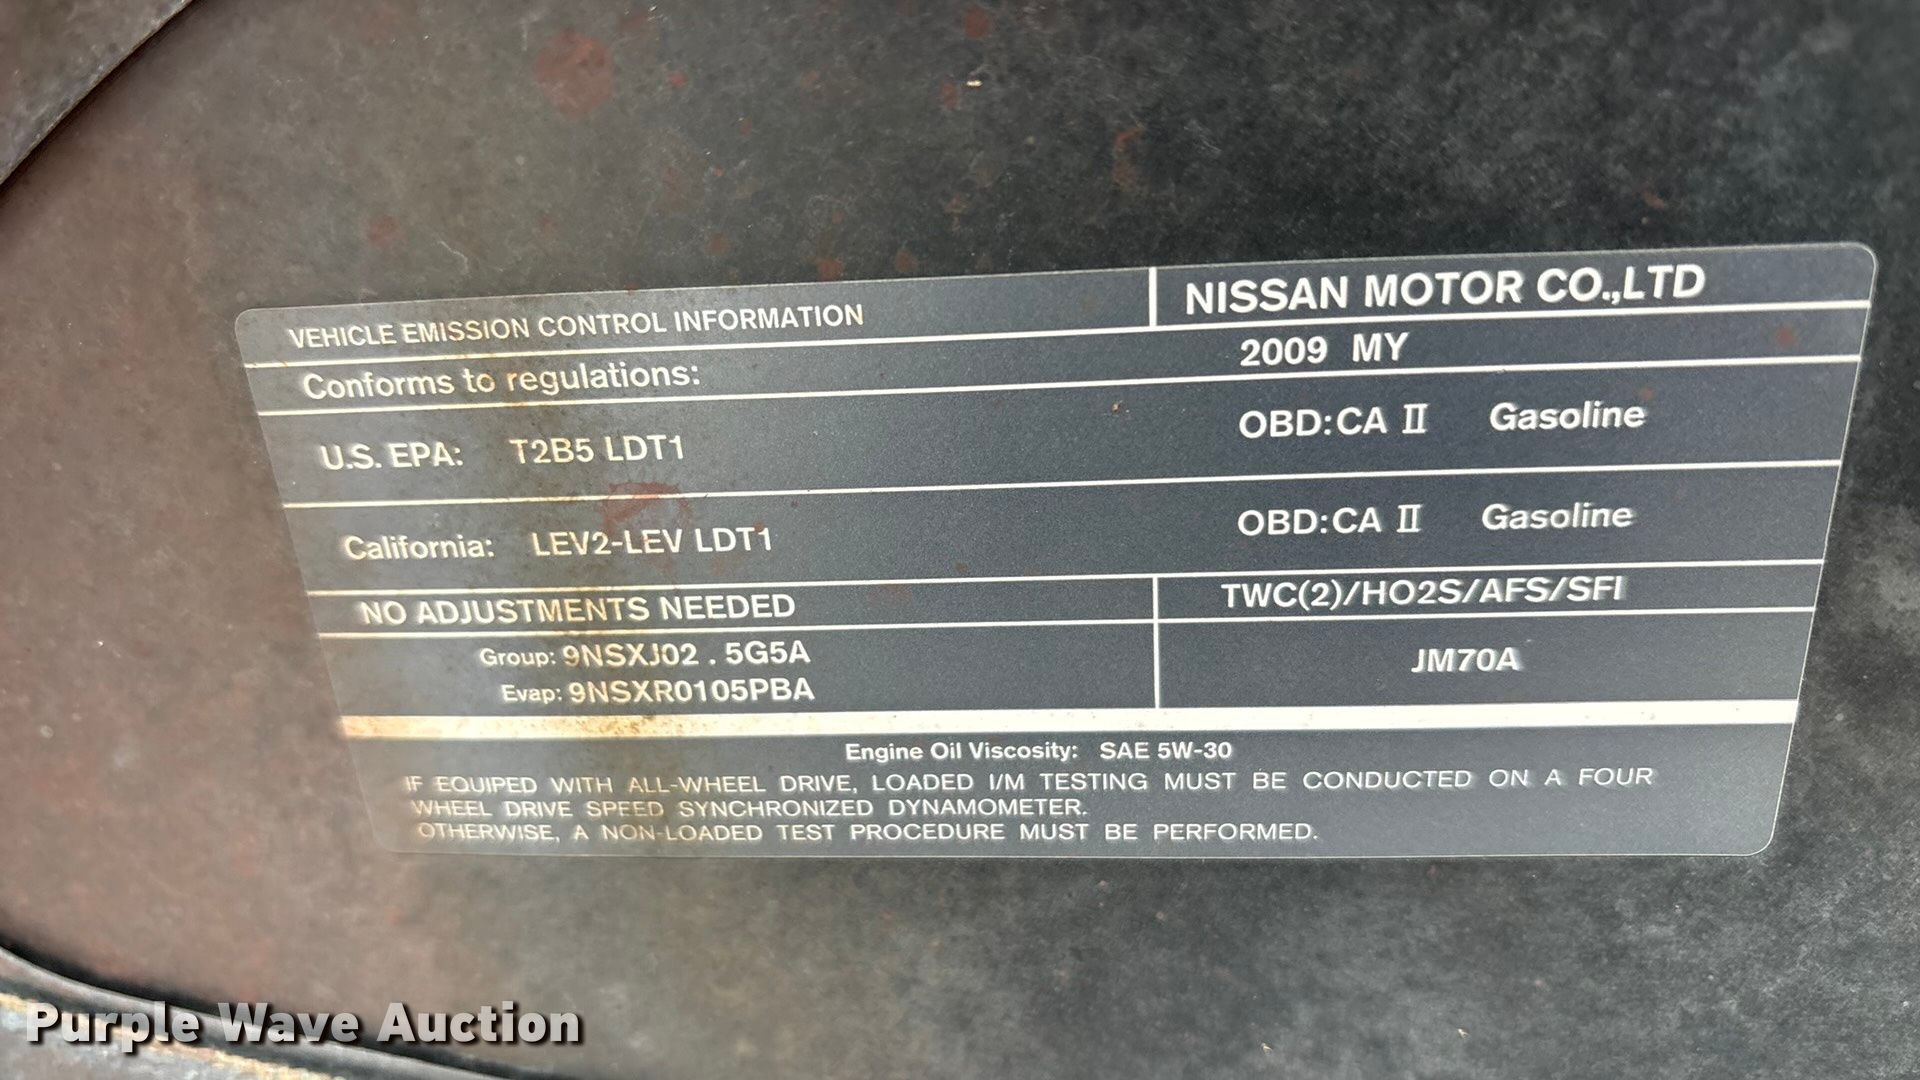 VEHICLE EMISSION CONTROL INFORMATION NISSAN MOTOR CO.,LTD
Conforms to regulations: 2009 MY
U.S. EPA: T2B5 LDT1 OBD:CA II Gasoline
California: LEV2-LEV LDT1 OBD:CA II Gasoline
NO ADJUSTMENTS NEEDED TWC(2)/HO2S/AFS/SFI
Group: 9NSXJ02.5G5A
Evap: 9NSXR0105PBA
JM70A
Engine Oil Viscosity: SAE 5W-30
IF EQUIPED WITH ALL-WHEEL DRIVE, LOADED I/M TESTING MUST BE CONDUCTED ON A FOUR
WHEEL DRIVE SPEED SYNCHRONIZED DYNAMOMETER.
OTHERWISE, A NON-LOADED TEST PROCEDURE MUST BE PERFORMED.
Purple Wave Auction